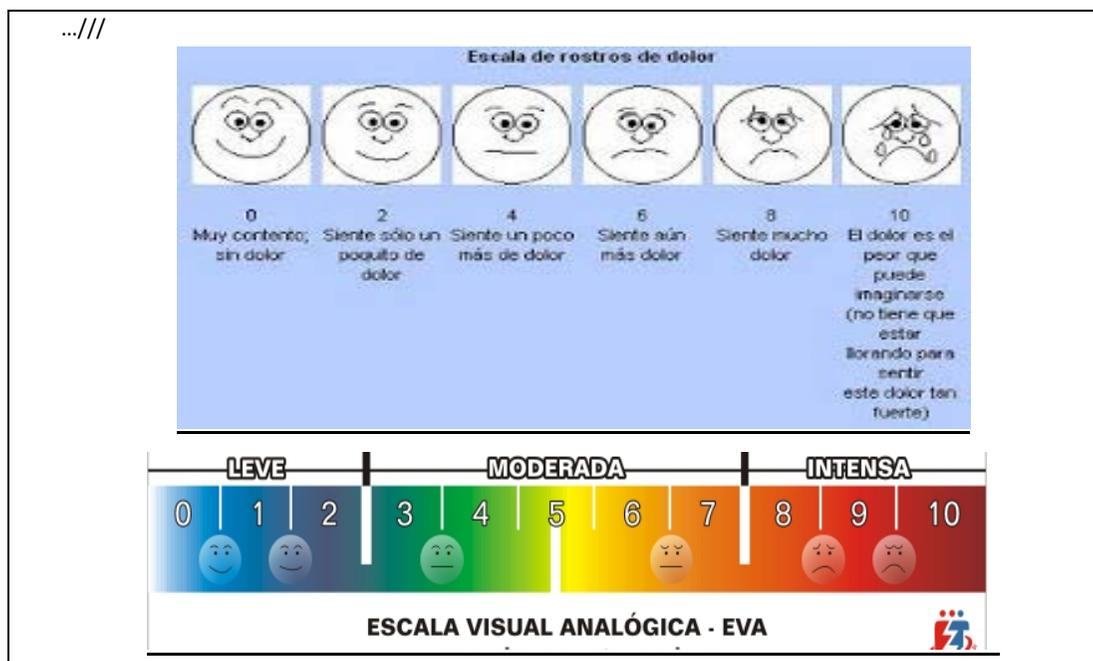 ...///
Escala de rostros de dolor
0 2 4 6 8 10
Muy contento; sin dolor
Siente sólo un poquito de dolor
Siente un poco más de dolor
Siente aún más dolor
Siente mucho dolor
El dolor es el peor que puede imaginarse (no tiene que estar llorando para sentir este dolor tan fuerte)
LEVE MODERADA INTENSA
0 1 2 3 4 5 6 7 8 9 10
ESCALA VISUAL ANALÓGICA - EVA